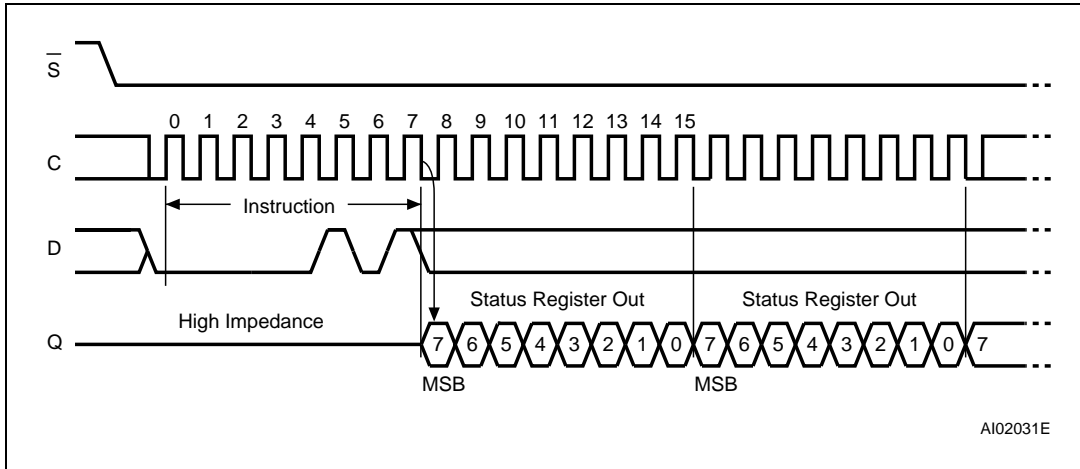 S
0 1 2 3 4 5 6 7 8 9 10 11 12 13 14 15
C
Instruction
D
Status Register Out Status Register Out
High Impedance
Q 7 6 5 4 3 2 1 0 7 6 5 4 3 2 1 0 7
MSB MSB
AI02031E